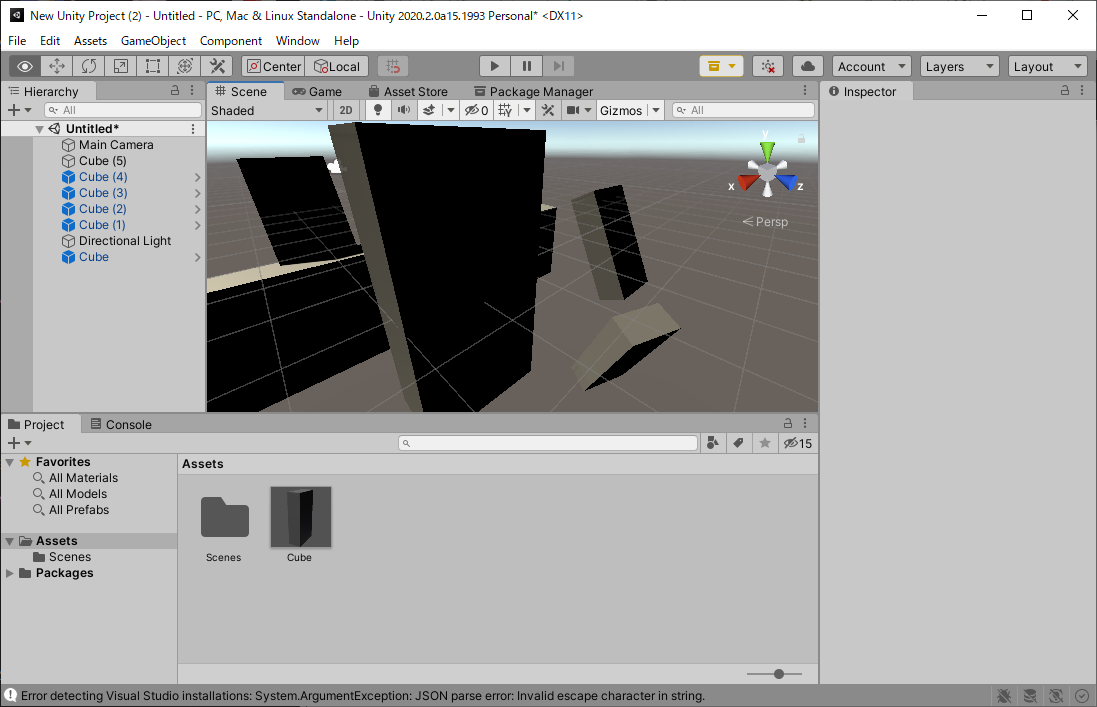 New Unity Project (2) - Untitled - PC, Mac & Linux Standalone - Unity 2020.2.0a15.1993 Personal* <DX11>
File Edit Assets GameObject Component Window Help
Center Local Account Layers Layout
Hierarchy
All
Untitled*
Main Camera
Cube (5)
Cube (4)
Cube (3)
Cube (2)
Cube (1)
Directional Light
Cube
Scene Game Asset Store Package Manager
Shaded 2D 0 Gizmos All
y
x z
Persp
Inspector
Project Console
15
Favorites
All Materials
All Models
All Prefabs
Assets
Scenes
Packages
Assets
Scenes Cube
Error detecting Visual Studio installations: System.ArgumentException: JSON parse error: Invalid escape character in string.